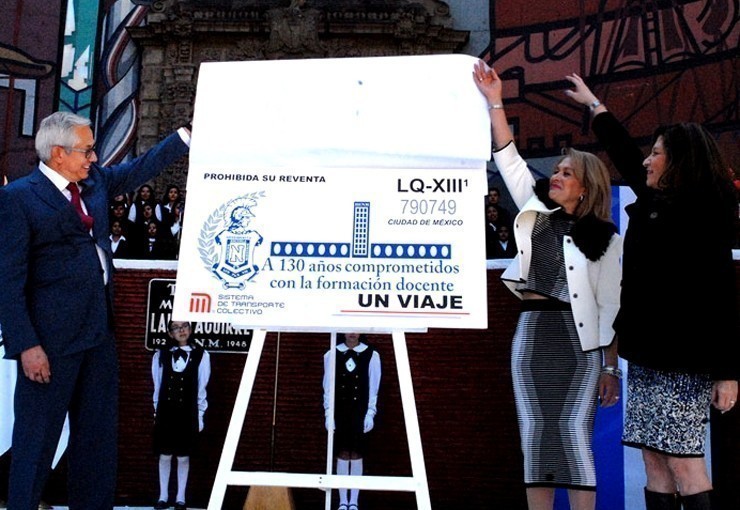 PROHIBIDA SU REVENTA
LQ-XIII¹
790749
CIUDAD DE MÉXICO
N
A 130 años comprometidos
con la formación docente
SISTEMA
DE TRANSPORTE
COLECTIVO
UN VIAJE
N.M. 1948